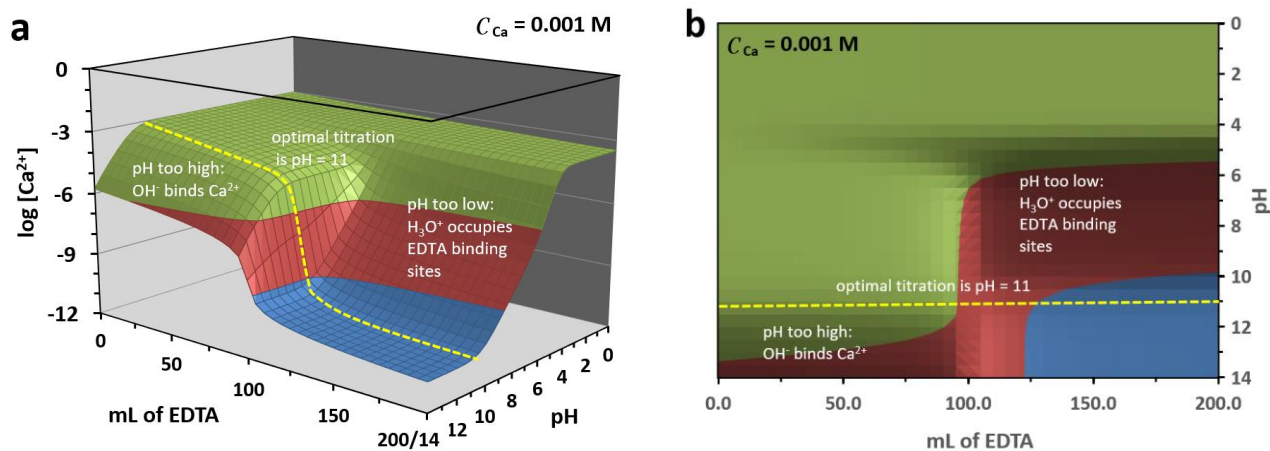 a
C Ca = 0.001 M
0
-3
-6
-9
-12
log [Ca²⁺]
optimal titration
is pH = 11
pH too high:
OH⁻ binds Ca²⁺
pH too low:
H₃O⁺ occupies
EDTA binding
sites
0
50
100
150
200/14
12
10
8
6
4
2
0
mL of EDTA
pH
b
C Ca = 0.001 M
pH too low:
H₃O⁺ occupies
EDTA binding
sites
optimal titration is pH = 11
pH too high:
OH⁻ binds Ca²⁺
0
2
4
6
8
10
12
14
pH
0.0
50.0
100.0
150.0
200.0
mL of EDTA